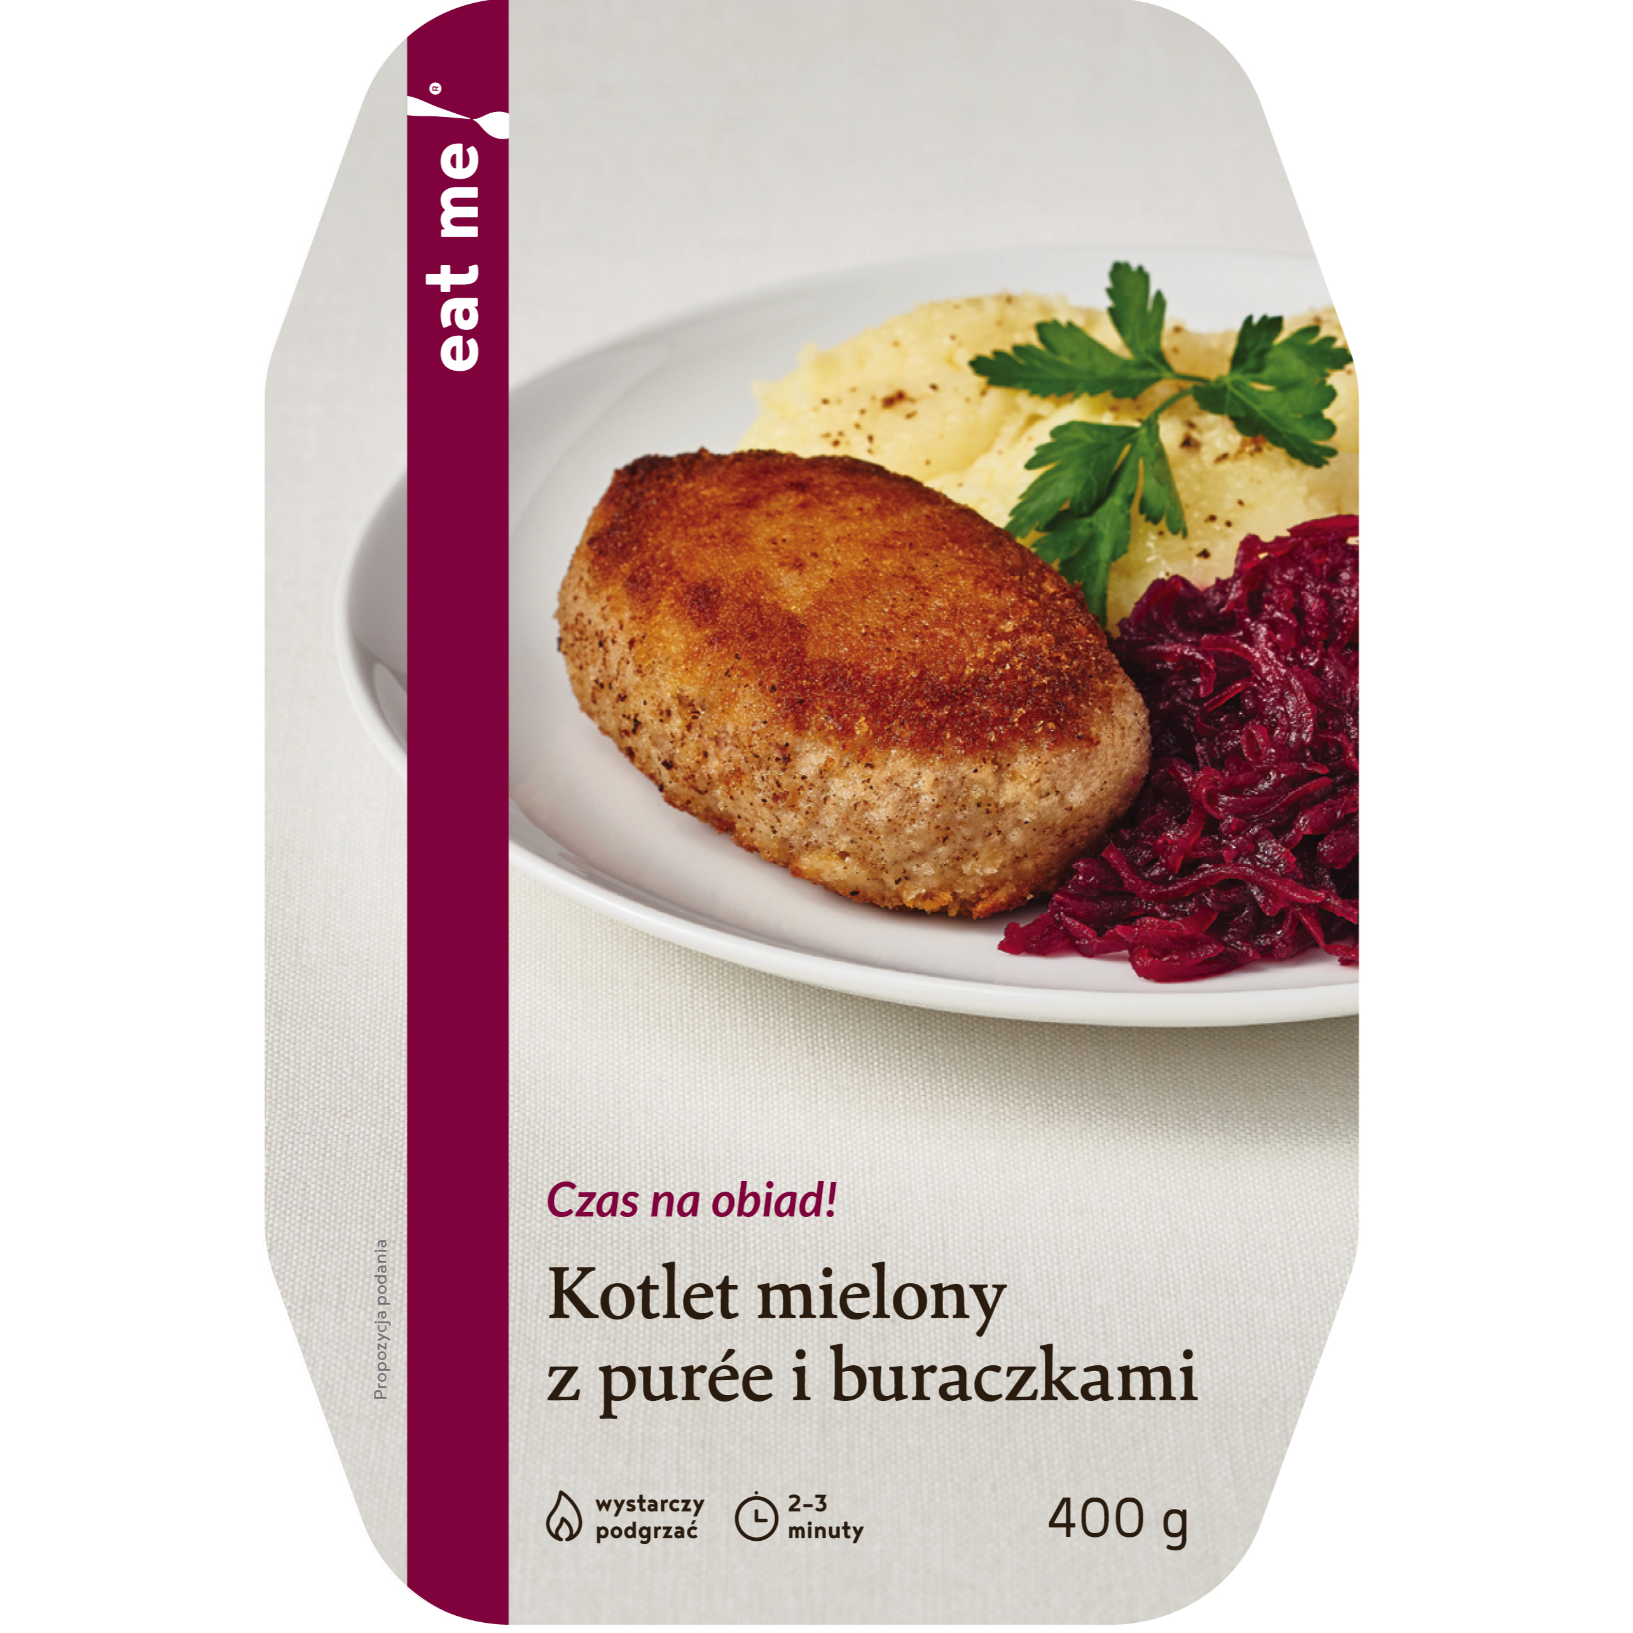 eat me
®
Czas na obiad!
Kotlet mielony
z purée i buraczkami
wystarczy
podgrzać
2-3
minuty
400 g
Propozycja podania